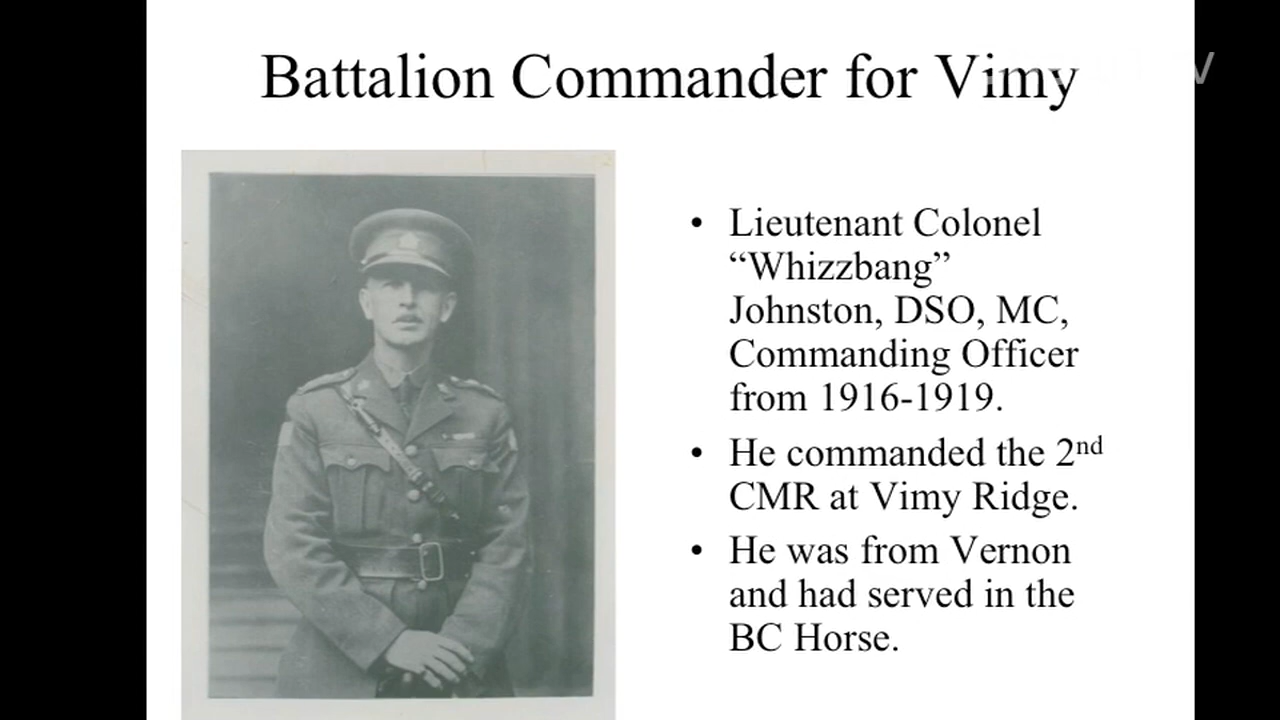 Battalion Commander for Vimy
• Lieutenant Colonel
“Whizzbang”
Johnston, DSO, MC,
Commanding Officer
from 1916-1919.
• He commanded the 2nd
CMR at Vimy Ridge.
• He was from Vernon
and had served in the
BC Horse.